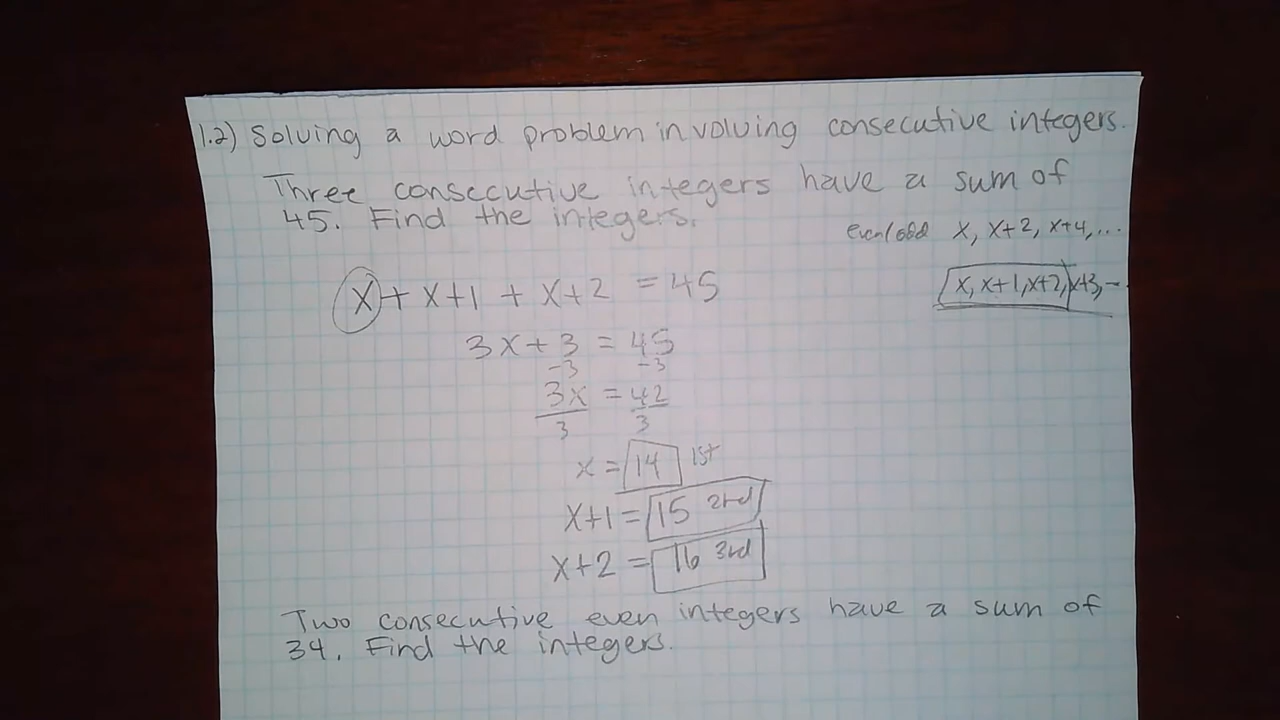 1.2) Solving a word problem involving consecutive integers.
Three consecutive integers have a sum of
45. Find the integers.
even/odd x, x+2, x+4,...
x, x+1, x+2, x+3, --
x + x+1 + x+2 = 45
3x + 3 = 45
-3 -3
3x = 42
3 3
x = 14 1st
x+1 = 15 2rd
x+2 = 16 3rd
Two consecutive even integers have a sum of
34. Find the integers.